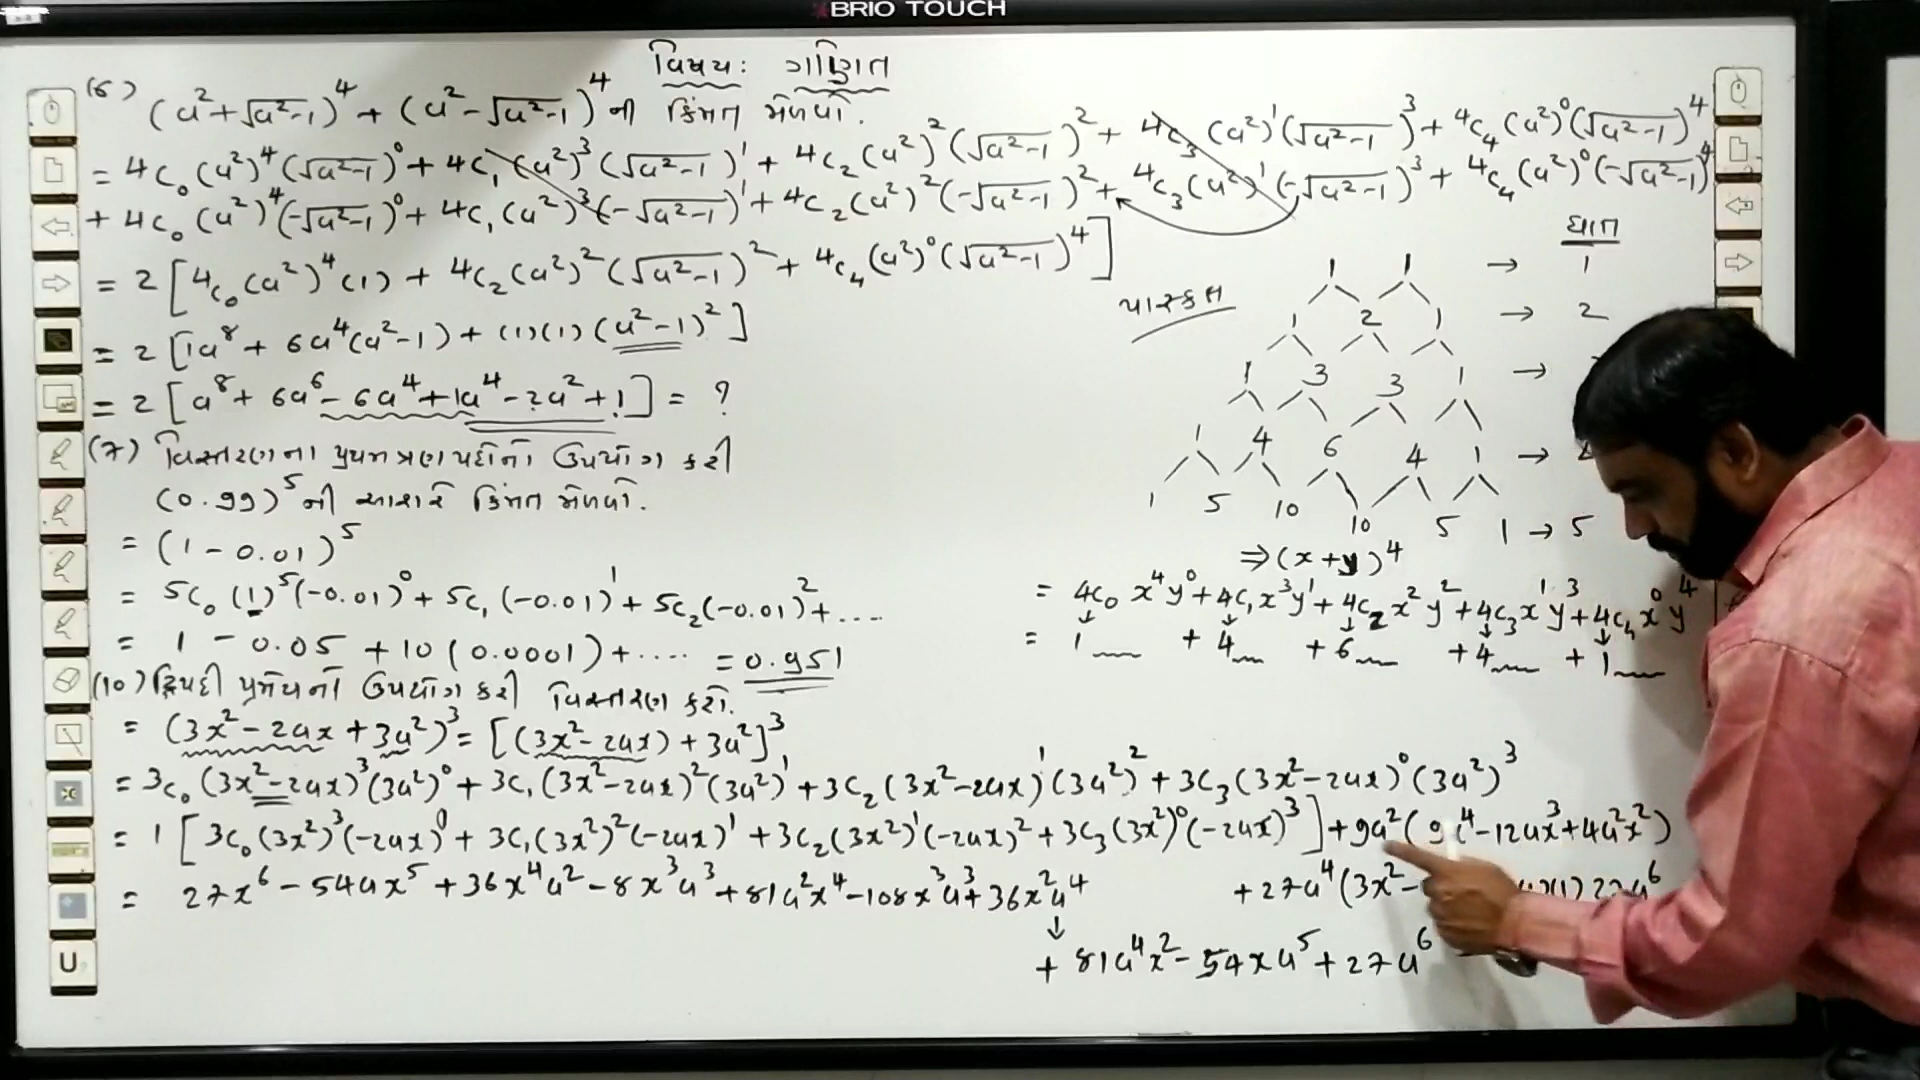 BRIO TOUCH
વિષય: ગણિત
(6) (a²+√a²-1)⁴ + (a²-√a²-1)⁴ ની કિંમત મેળવો.
= 4C₀(a²)⁴(√a²-1)⁰ + 4C₁(a²)³(√a²-1)¹ + 4C₂(a²)²(√a²-1)² + 4C₃(a²)¹(√a²-1)³ + 4C₄(a²)⁰(√a²-1)⁴
+ 4C₀(a²)⁴(-√a²-1)⁰ + 4C₁(a²)³(-√a²-1)¹ + 4C₂(a²)²(-√a²-1)² + 4C₃(a²)¹(-√a²-1)³ + 4C₄(a²)⁰(-√a²-1)⁴
= 2[4C₀(a²)⁴(1) + 4C₂(a²)²(√a²-1)² + 4C₄(a²)⁰(√a²-1)⁴]
= 2[1a⁸ + 6a⁴(a²-1) + (1)(1)(a²-1)²]
= 2[a⁸ + 6a⁶ - 6a⁴ + 1a⁴ - 2a² + 1] = ?
(7) વિસ્તરણના પ્રથમ ત્રણ પદોનો ઉપયોગ કરી
(0.99)⁵ ની આશરે કિંમત મેળવો.
= (1-0.01)⁵
= 5C₀(1)⁵(-0.01)⁰ + 5C₁(-0.01)¹ + 5C₂(-0.01)² + ....
= 1 - 0.05 + 10(0.0001) + .... = 0.951
(10) દ્વિપદી પ્રમેયનો ઉપયોગ કરી વિસ્તરણ કરો.
= (3x²-2ax+3a²)³ = [(3x²-2ax)+3a²]³
= 3C₀(3x²-2ax)³(3a²)⁰ + 3C₁(3x²-2ax)²(3a²)¹ + 3C₂(3x²-2ax)¹(3a²)² + 3C₃(3x²-2ax)⁰(3a²)³
= 1[3C₀(3x²)³(-2ax)⁰ + 3C₁(3x²)²(-2ax)¹ + 3C₂(3x²)¹(-2ax)² + 3C₃(3x²)⁰(-2ax)³] + 9a²(9 ⁴-12ax³+4a²x²)
+27a⁴(3x²- (1) 27a⁶
= 27x⁶ - 54ax⁵ + 36x⁴a² - 8x³a³ + 81a²x⁴ - 108x³a³ + 36x²a⁴
↓
+ 81a⁴x² - 54xa⁵ + 27a⁶
પાસ્કલ
ઘાત
1 1 → 1
1 2 1 → 2
1 3 3 1 →
1 4 6 4 1 →
1 5 10 10 5 1 → 5
⇒ (x+y)⁴
= 4C₀ x⁴y⁰ + 4C₁x³y¹ + 4C₂x²y² + 4C₃x¹y³ + 4C₄x⁰y⁴
= 1 + 4 + 6 + 4 + 1
U